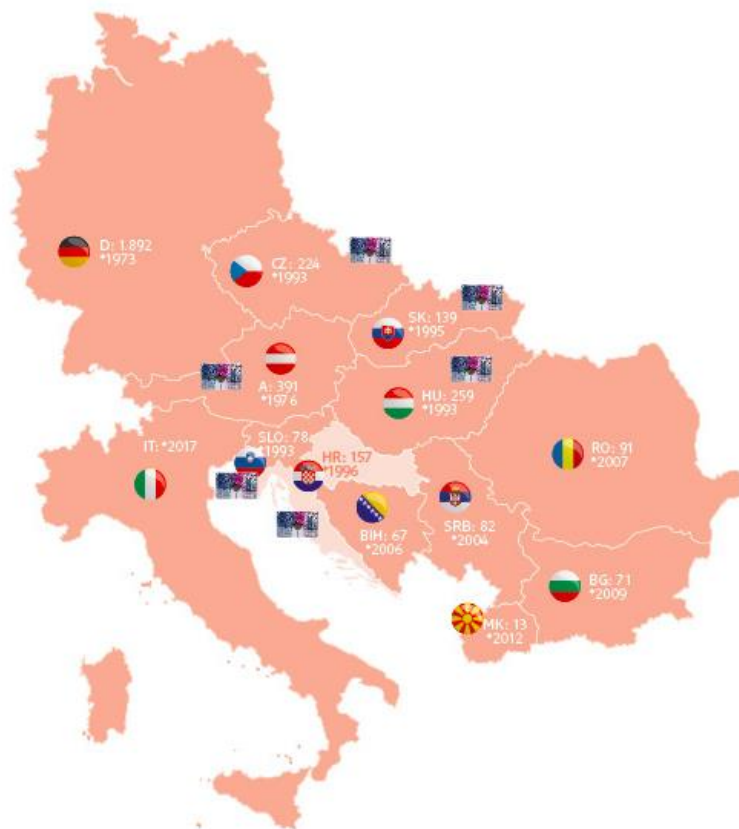 D: 1.892
*1973
CZ: 224
*1993
SK: 139
*1995
A: 391
*1976
HU: 259
*1993
IT: *2017
SLO: 78
*1993
HR: 157
*1996
RO: 91
*2007
BIH: 67
*2006
SRB: 82
*2004
BG: 71
*2009
MK: 13
*2012